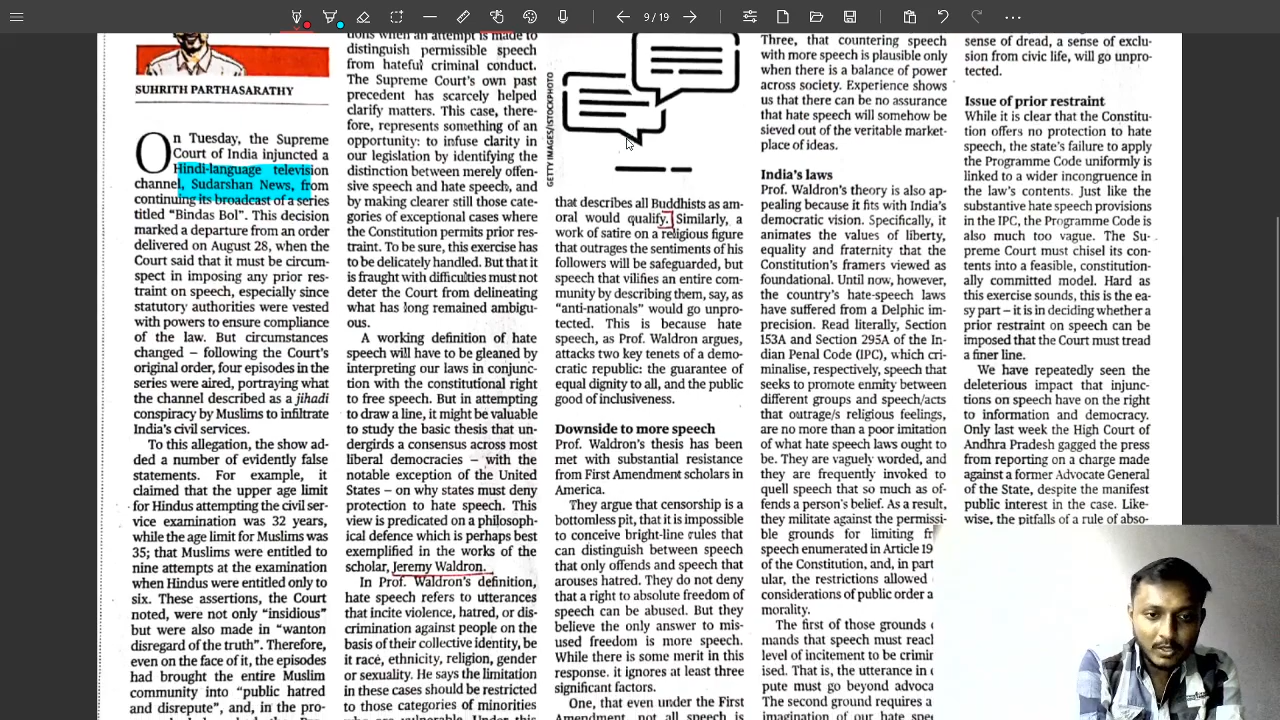 9 / 19
SUHRITH PARTHASARATHY
On Tuesday, the Supreme
Court of India injuncted a
Hindi-language television
channel, Sudarshan News, from
continuing its broadcast of a series
titled “Bindas Bol”. This decision
marked a departure from an order
delivered on August 28, when the
Court said that it must be circum-
spect in imposing any prior res-
traint on speech, especially since
statutory authorities were vested
with powers to ensure compliance
of the law. But circumstances
changed – following the Court's
original order, four episodes in the
series were aired, portraying what
the channel described as a jihadi
conspiracy by Muslims to infiltrate
India's civil services.
To this allegation, the show ad-
ded a number of evidently false
statements. For example, it
claimed that the upper age limit
for Hindus attempting the civil ser-
vice examination was 32 years,
while the age limit for Muslims was
35; that Muslims were entitled to
nine attempts at the examination
when Hindus were entitled only to
six. These assertions, the Court
noted, were not only “insidious”
but were also made in “wanton
disregard of the truth”. Therefore,
even on the face of it, the episodes
had brought the entire Muslim
community into “public hatred
and disrepute”, and, in the pro-
tions when an attempt is made to
distinguish permissible speech
from hateful criminal conduct.
The Supreme Court's own past
precedent has scarcely helped
clarify matters. This case, there-
fore, represents something of an
opportunity: to infuse clarity in
our legislation by identifying the
distinction between merely offen-
sive speech and hate speech, and
by making clearer still those cate-
gories of exceptional cases where
the Constitution permits prior res-
traint. To be sure, this exercise has
to be delicately handled. But that it
is fraught with difficulties must not
deter the Court from delineating
what has long remained ambigu-
ous.
A working definition of hate
speech will have to be gleaned by
interpreting our laws in conjunc-
tion with the constitutional right
to free speech. But in attempting
to draw a line, it might be valuable
to study the basic thesis that un-
dergirds a consensus across most
liberal democracies – with the
notable exception of the United
States – on why states must deny
protection to hate speech. This
view is predicated on a philosoph-
ical defence which is perhaps best
exemplified in the works of the
scholar, Jeremy Waldron.
In Prof. Waldron's definition,
hate speech refers to utterances
that incite violence, hatred, or dis-
crimination against people on the
basis of their collective identity, be
it race, ethnicity, religion, gender
or sexuality. He says the limitation
in these cases should be restricted
to those categories of minorities
who are vulnerable. Under this
GETTY IMAGES/ISTOCKPHOTO
that describes all Buddhists as am-
oral would qualify. Similarly, a
work of satire on a religious figure
that outrages the sentiments of his
followers will be safeguarded, but
speech that vilifies an entire com-
munity by describing them, say, as
“anti-nationals” would go unpro-
tected. This is because hate
speech, as Prof. Waldron argues,
attacks two key tenets of a demo-
cratic republic: the guarantee of
equal dignity to all, and the public
good of inclusiveness.
Downside to more speech
Prof. Waldron's thesis has been
met with substantial resistance
from First Amendment scholars in
America.
They argue that censorship is a
bottomless pit, that it is impossible
to conceive bright-line rules that
can distinguish between speech
that only offends and speech that
arouses hatred. They do not deny
that a right to absolute freedom of
speech can be abused. But they
believe the only answer to mis-
used freedom is more speech.
While there is some merit in this
response, it ignores at least three
significant factors.
One, that even under the First
Amendment, not all speech is
Three, that countering speech
with more speech is plausible only
when there is a balance of power
across society. Experience shows
us that there can be no assurance
that hate speech will somehow be
sieved out of the veritable market-
place of ideas.
India's laws
Prof. Waldron's theory is also ap-
pealing because it fits with India's
democratic vision. Specifically, it
animates the values of liberty,
equality and fraternity that the
Constitution's framers viewed as
foundational. Until now, however,
the country's hate-speech laws
have suffered from a Delphic im-
precision. Read literally, Section
153A and Section 295A of the In-
dian Penal Code (IPC), which cri-
minalise, respectively, speech that
seeks to promote enmity between
different groups and speech/acts
that outrage/s religious feelings,
are no more than a poor imitation
of what hate speech laws ought to
be. They are vaguely worded, and
they are frequently invoked to
quell speech that so much as of-
fends a person's belief. As a result,
they militate against the permissi-
ble grounds for limiting
speech enumerated in Article 19
of the Constitution, and, in part
ular, the restrictions allowed
considerations of public order a
morality.
The first of those grounds
mands that speech must reach
level of incitement to be crimin
ised. That is, the utterance in
pute must go beyond advoca
The second ground requires a
imagination of our hate spee
sense of dread, a sense of exclu-
sion from civic life, will go unpro-
tected.
Issue of prior restraint
While it is clear that the Constitu-
tion offers no protection to hate
speech, the state's failure to apply
the Programme Code uniformly is
linked to a wider incongruence in
the law's contents. Just like the
substantive hate speech provisions
in the IPC, the Programme Code is
also much too vague. The Su-
preme Court must chisel its con-
tents into a feasible, constitution-
ally committed model. Hard as
this exercise sounds, this is the ea-
sy part – it is in deciding whether a
prior restraint on speech can be
imposed that the Court must tread
a finer line.
We have repeatedly seen the
deleterious impact that injunc-
tions on speech have on the right
to information and democracy.
Only last week the High Court of
Andhra Pradesh gagged the press
from reporting on a charge made
against a former Advocate General
of the State, despite the manifest
public interest in the case. Like-
wise, the pitfalls of a rule of abso-